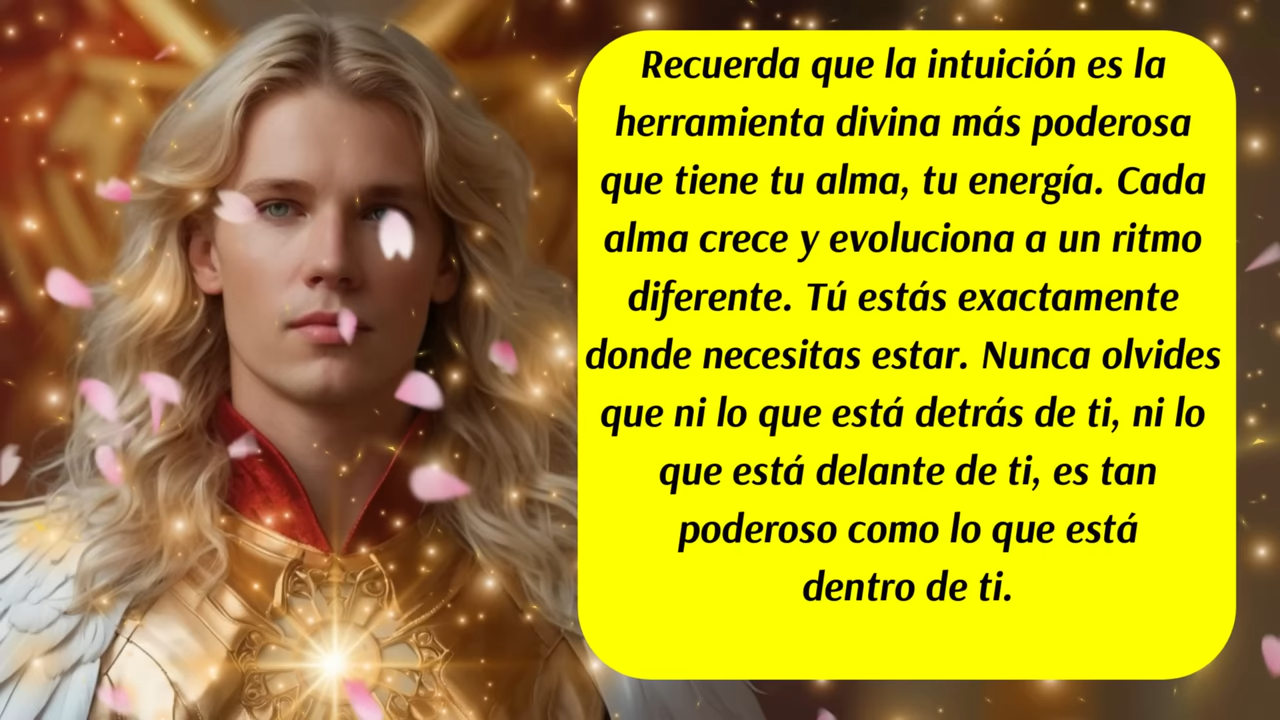 Recuerda que la intuición es la
herramienta divina más poderosa
que tiene tu alma, tu energía. Cada
alma crece y evoluciona a un ritmo
diferente. Tú estás exactamente
donde necesitas estar. Nunca olvides
que ni lo que está detrás de ti, ni lo
que está delante de ti, es tan
poderoso como lo que está
dentro de ti.